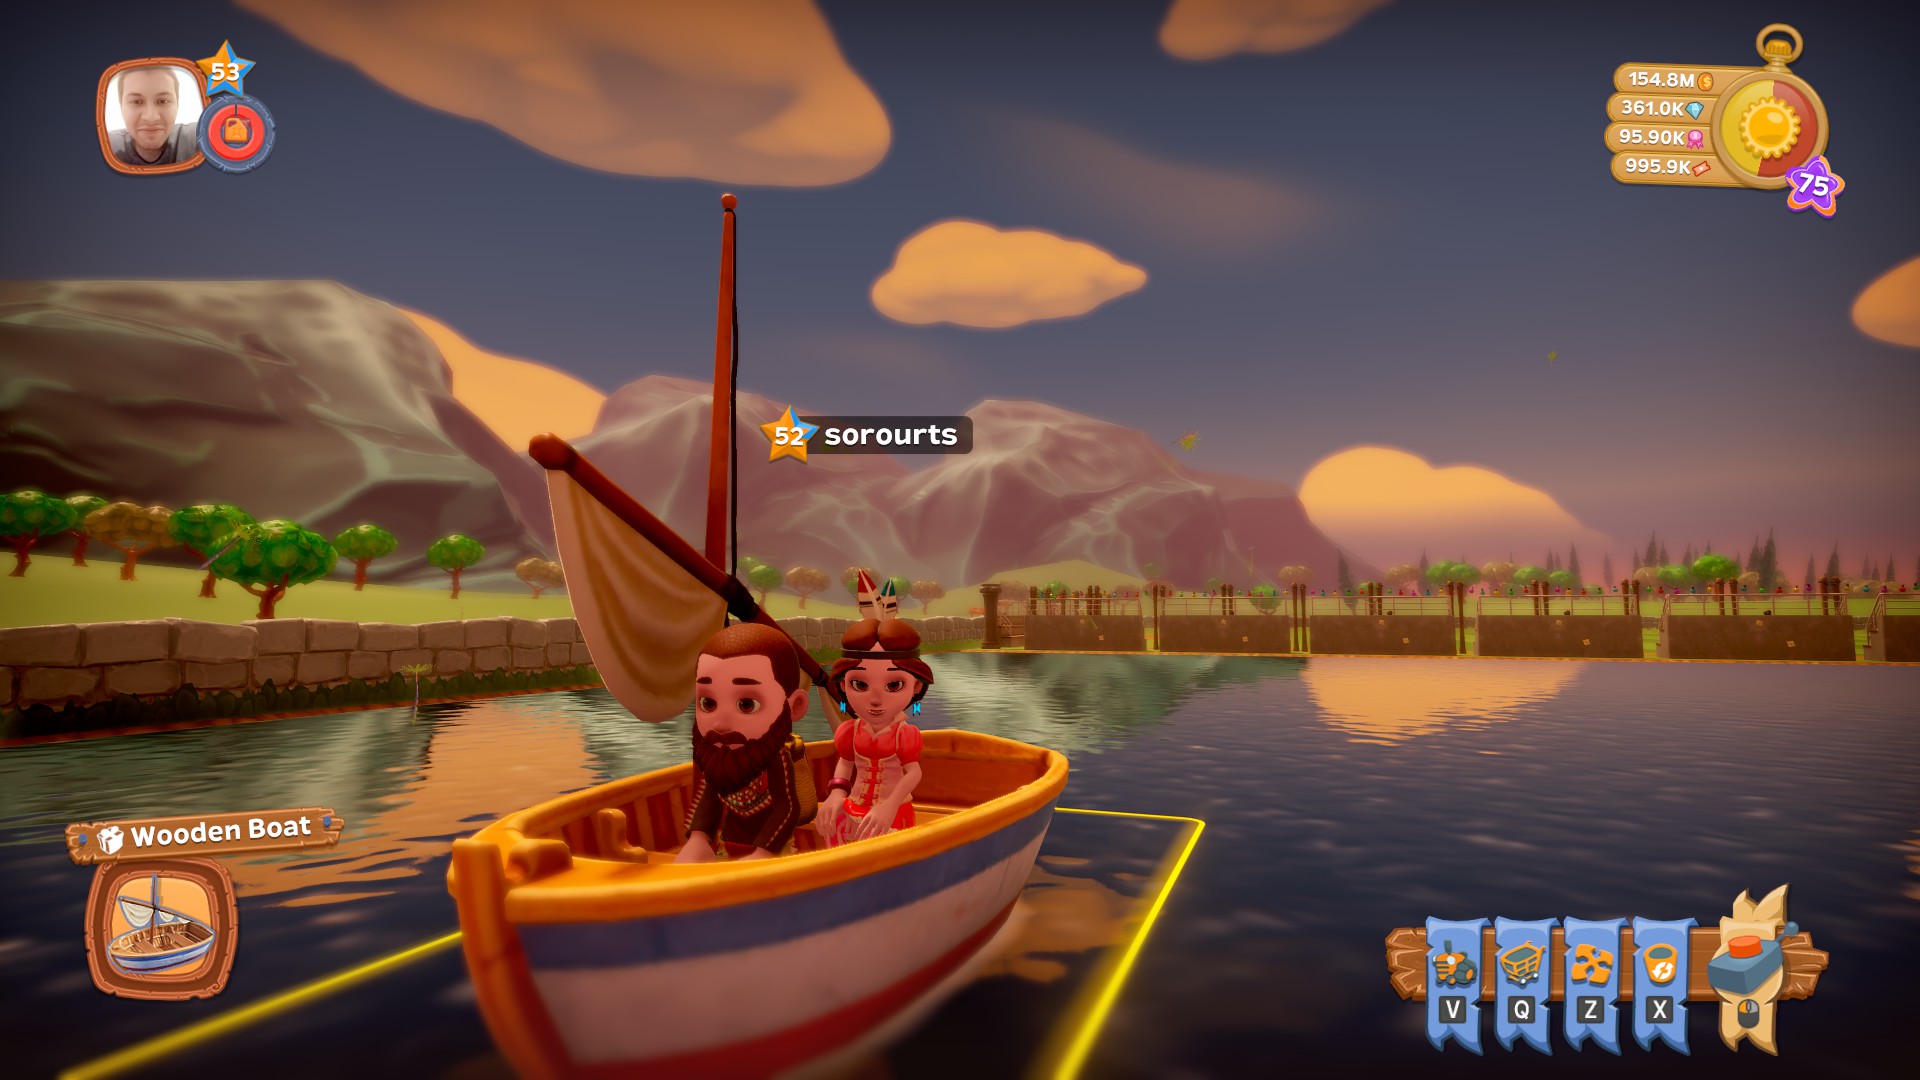 53
154.8M
361.0K
95.90K
995.9K
75
52 sorourts
Wooden Boat
V Q Z X